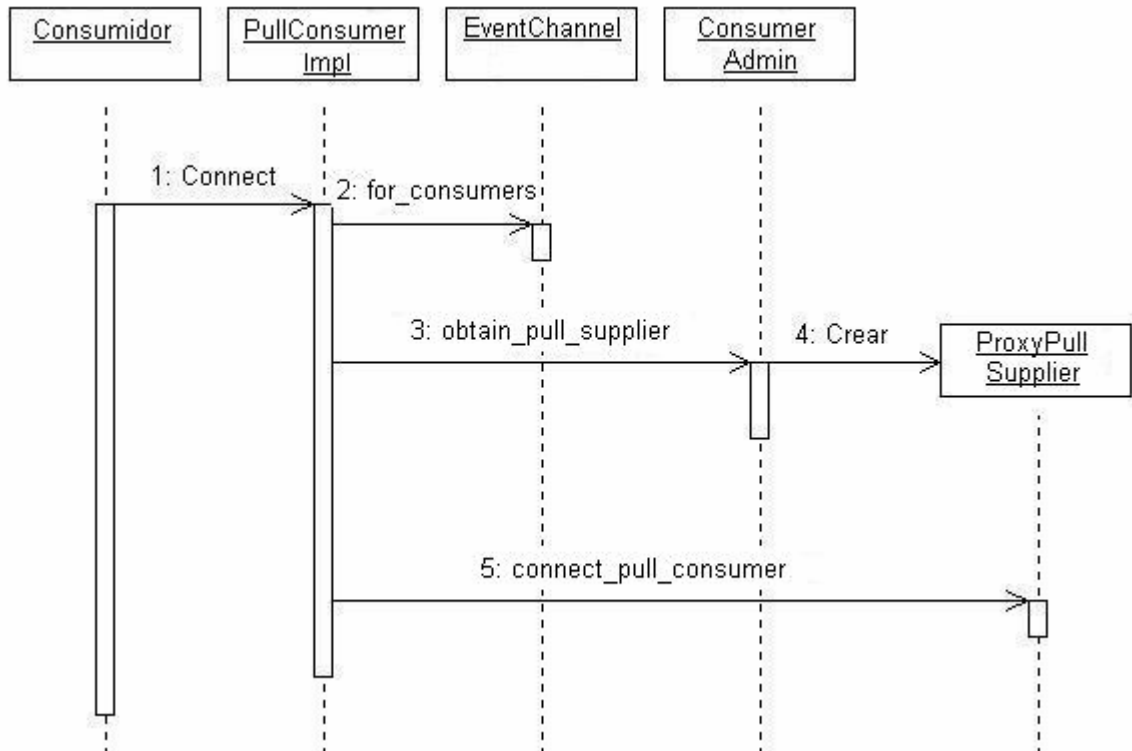 Consumidor
PullConsumer
Impl
EventChannel
Consumer
Admin
1: Connect
2: for_consumers
3: obtain_pull_supplier
4: Crear
ProxyPull
Supplier
5: connect_pull_consumer